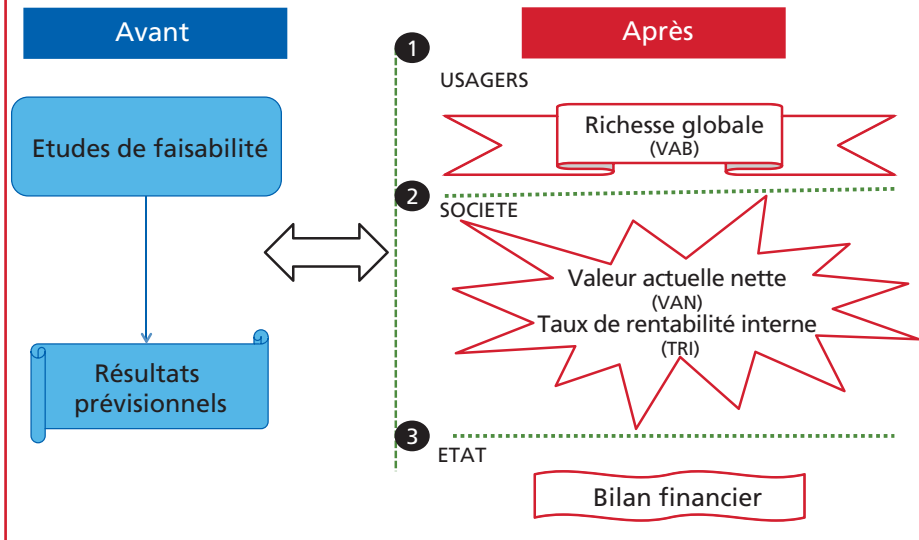 Avant
Après
Etudes de faisabilité
Résultats
prévisionnels
1
USAGERS
Richesse globale
(VAB)
2
SOCIETE
Valeur actuelle nette
(VAN)
Taux de rentabilité interne
(TRI)
3
ETAT
Bilan financier